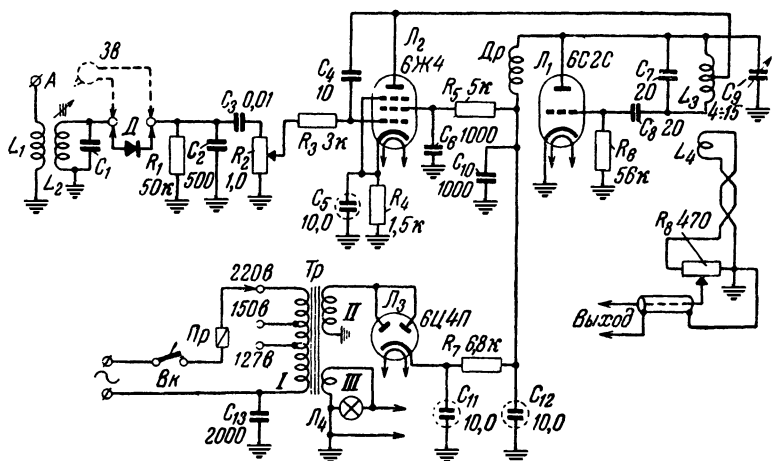 A
Зв
L₁
L₂
C₁
Д
R₁
50к
C₂
500
C₃ 0,01
R₂
1,0
R₃ 3к
C₄
10
Л₂
6Ж4
R₅ 5к
C₆
1000
C₅
10,0
R₄
1,5к
C₁₀
1000
Др
Л₁
6С2С
C₇
20
C₈ 20
L₃
C₉
4÷15
R₈
56к
L₄
R₈ 470
Выход
220в
150в
127в
Пр
Вк
~
C₁₃
2000
Тр
I
II
III
Л₃
6Ц4П
Л₄
R₇ 6,8к
C₁₁
10,0
C₁₂
10,0